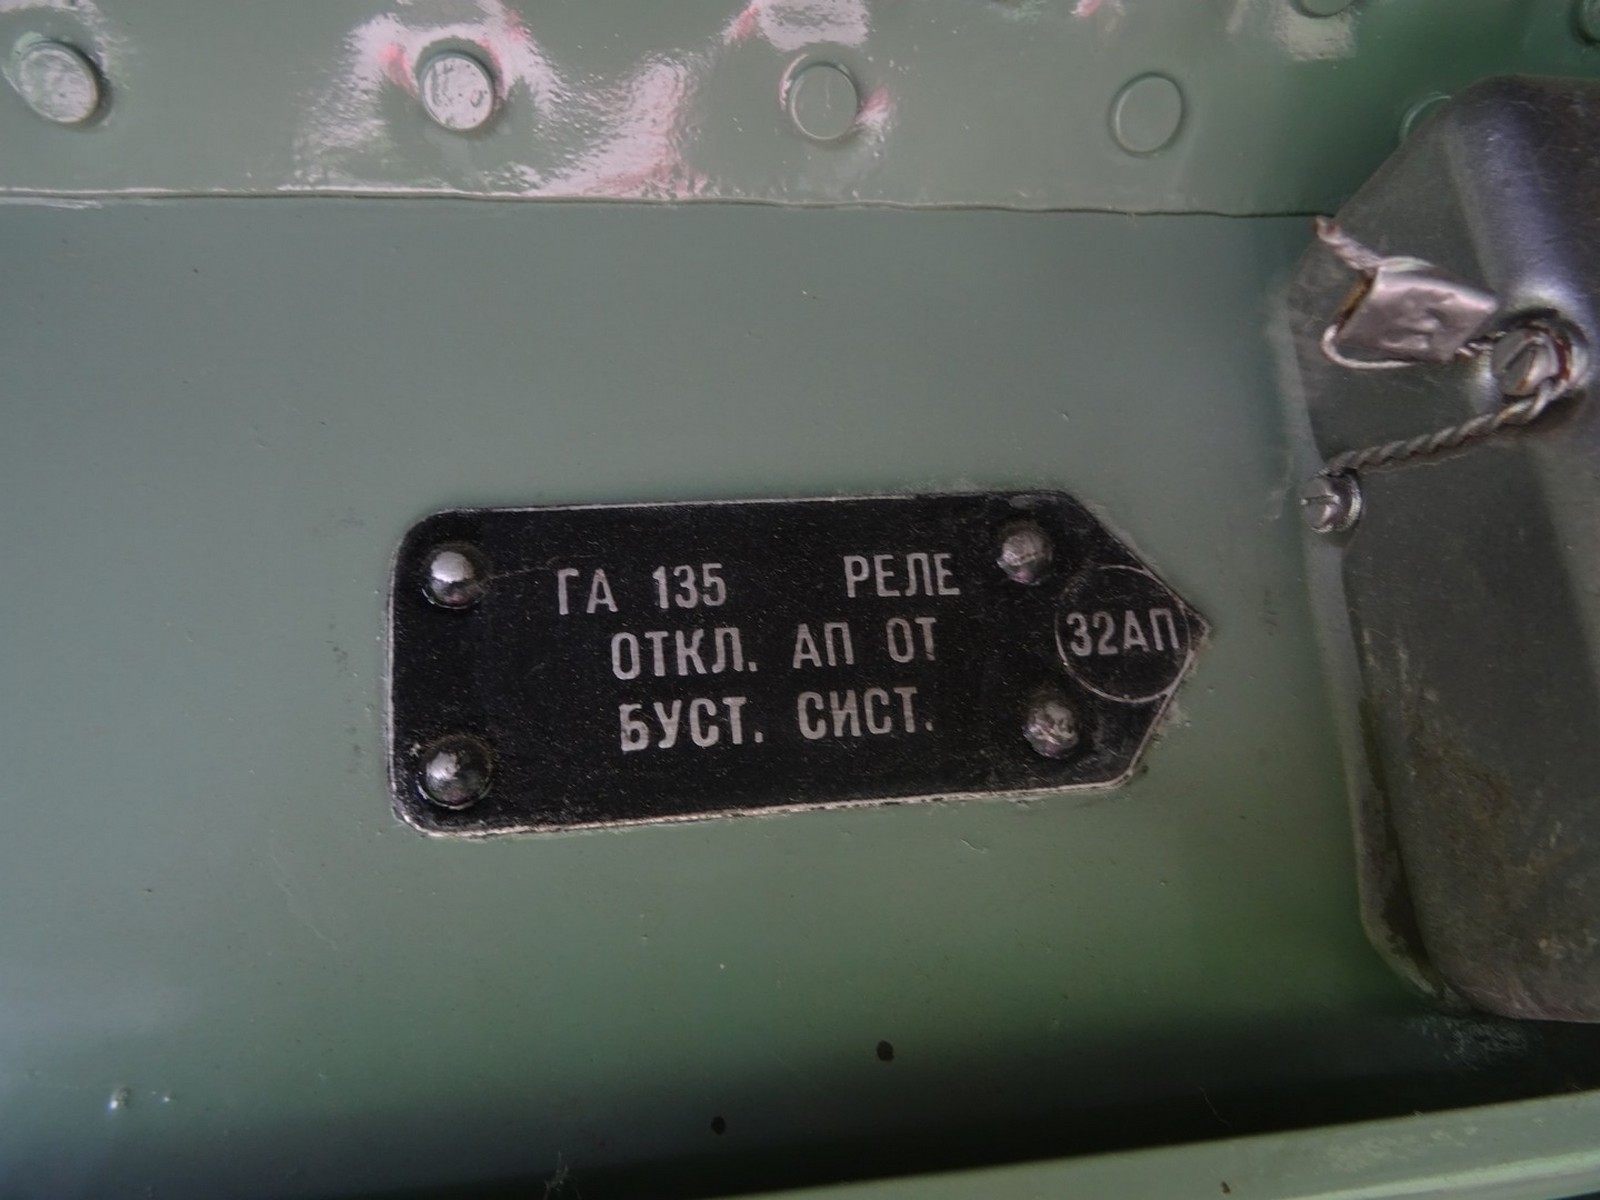 ГА 135 РЕЛЕ
ОТКЛ. АП ОТ
БУСТ. СИСТ.
32АП